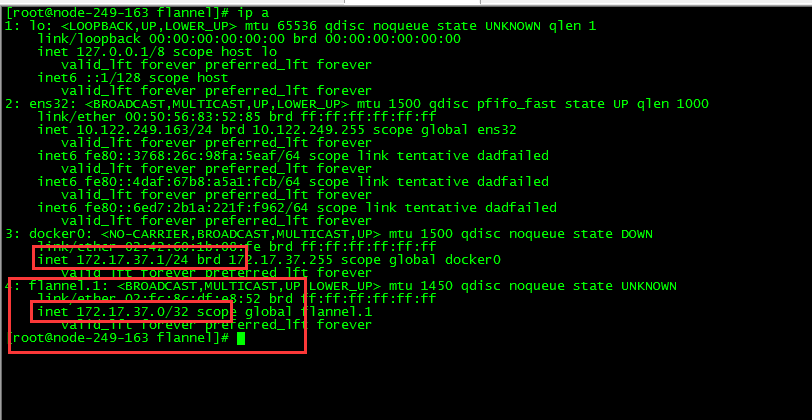 [root@node-249-163 flannel]# ip a
1: lo: <LOOPBACK,UP,LOWER_UP> mtu 65536 qdisc noqueue state UNKNOWN qlen 1
link/loopback 00:00:00:00:00:00 brd 00:00:00:00:00:00
inet 127.0.0.1/8 scope host lo
valid_lft forever preferred_lft forever
inet6 ::1/128 scope host
valid_lft forever preferred_lft forever
2: ens32: <BROADCAST,MULTICAST,UP,LOWER_UP> mtu 1500 qdisc pfifo_fast state UP qlen 1000
link/ether 00:50:56:83:52:85 brd ff:ff:ff:ff:ff:ff
inet 10.122.249.163/24 brd 10.122.249.255 scope global ens32
valid_lft forever preferred_lft forever
inet6 fe80::3768:26c:98fa:5eaf/64 scope link tentative dadfailed
valid_lft forever preferred_lft forever
inet6 fe80::4daf:67b8:a5a1:fcb/64 scope link tentative dadfailed
valid_lft forever preferred_lft forever
inet6 fe80::6ed7:2b1a:221f:f962/64 scope link tentative dadfailed
valid_lft forever preferred_lft forever
3: docker0: <NO-CARRIER,BROADCAST,MULTICAST,UP> mtu 1500 qdisc noqueue state DOWN
link/ether brd ff:ff:ff:ff:ff:ff
inet 172.17.37.1/24 brd 172.17.37.255 scope global docker0
valid_lft forever preferred_lft forever
4: flannel.1: <BROADCAST,MULTICAST,UP,LOWER_UP> mtu 1450 qdisc noqueue state UNKNOWN
link/ether 02:fc:8c:df:e8:52 brd ff:ff:ff:ff:ff:ff
inet 172.17.37.0/32 scope global flannel.1
valid_lft forever preferred_lft forever
[root@node-249-163 flannel]#